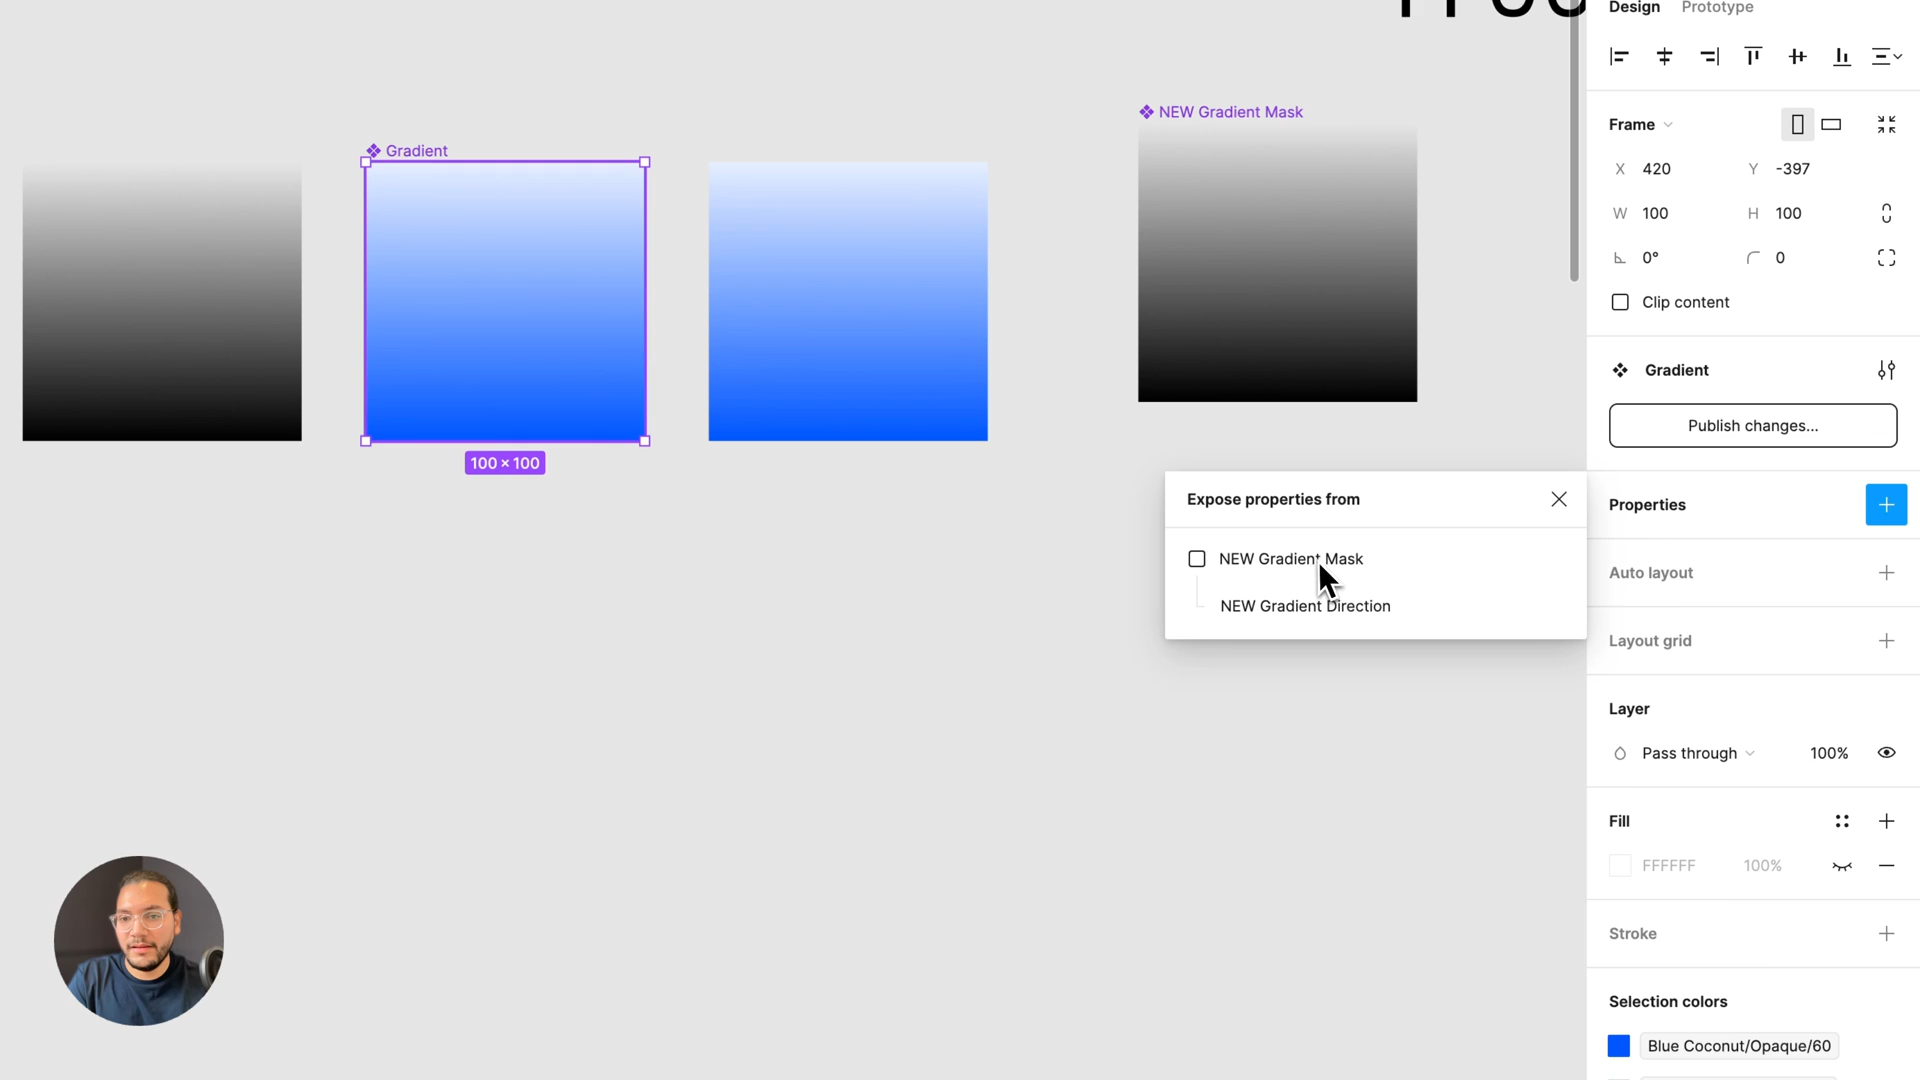 Design Prototype
NEW Gradient Mask
Frame
Gradient
X 420 Y -397
W 100 H 100
0° 0
Clip content
Gradient
Publish changes...
100 × 100
Expose properties from
Properties
NEW Gradient Mask
Auto layout
NEW Gradient Direction
Layout grid
Layer
Pass through 100%
Fill
FFFFFF 100%
Stroke
Selection colors
Blue Coconut/Opaque/60